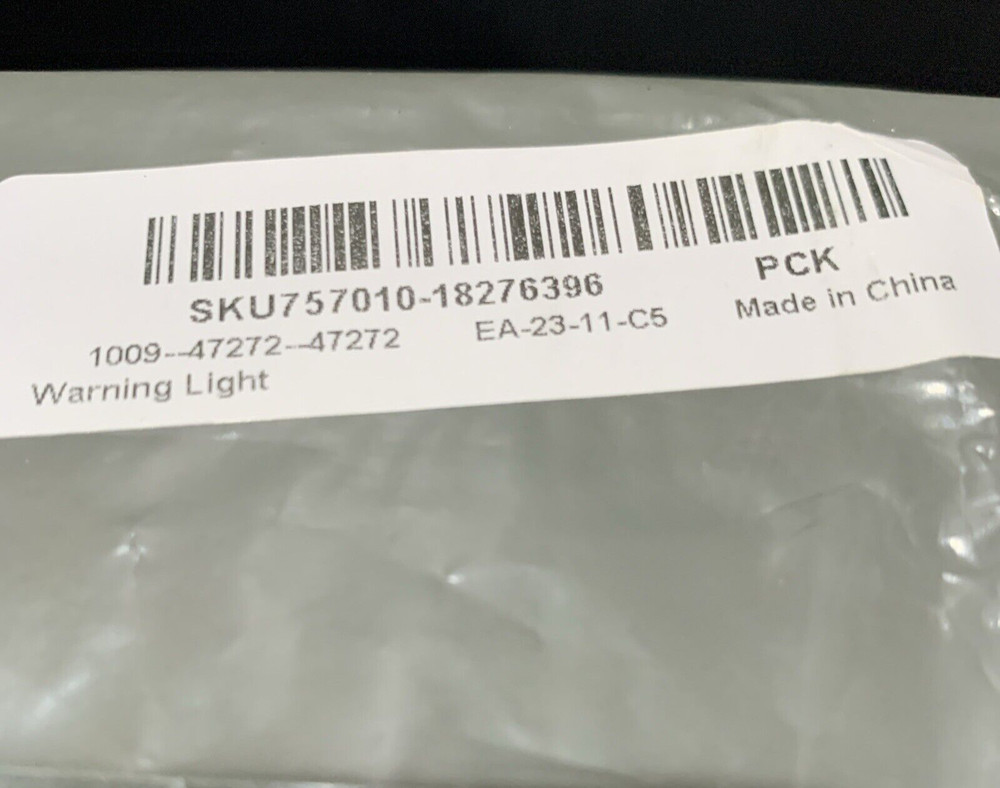 SKU757010-18276396 PCK
1009--47272--47272 EA-23-11-C5 Made in China
Warning Light